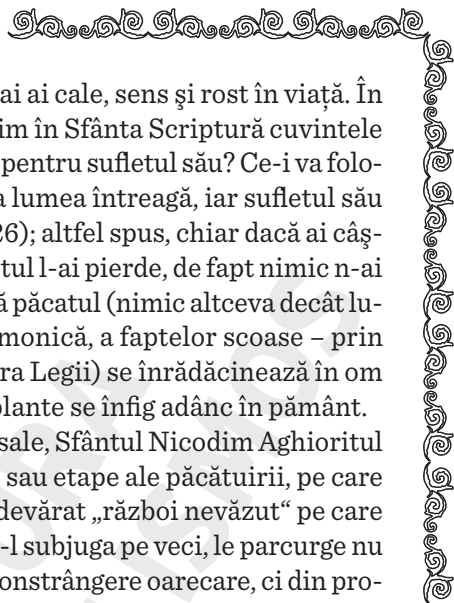 ai ai cale, sens şi rost în viaţă. În
im în Sfânta Scriptură cuvintele
pentru sufletul său? Ce-i va folo-
a lumea întreagă, iar sufletul său
26); altfel spus, chiar dacă ai câş-
tul l-ai pierde, de fapt nimic n-ai
ă păcatul (nimic altceva decât lu-
monică, a faptelor scoase – prin
ra Legii) se înrădăcinează în om
plante se înfig adânc în pământ.
sale, Sfântul Nicodim Aghioritul
sau etape ale păcătuirii, pe care
devărat „război nevăzut“ pe care
-l subjuga pe veci, le parcurge nu
onstrângere oarecare, ci din pro-